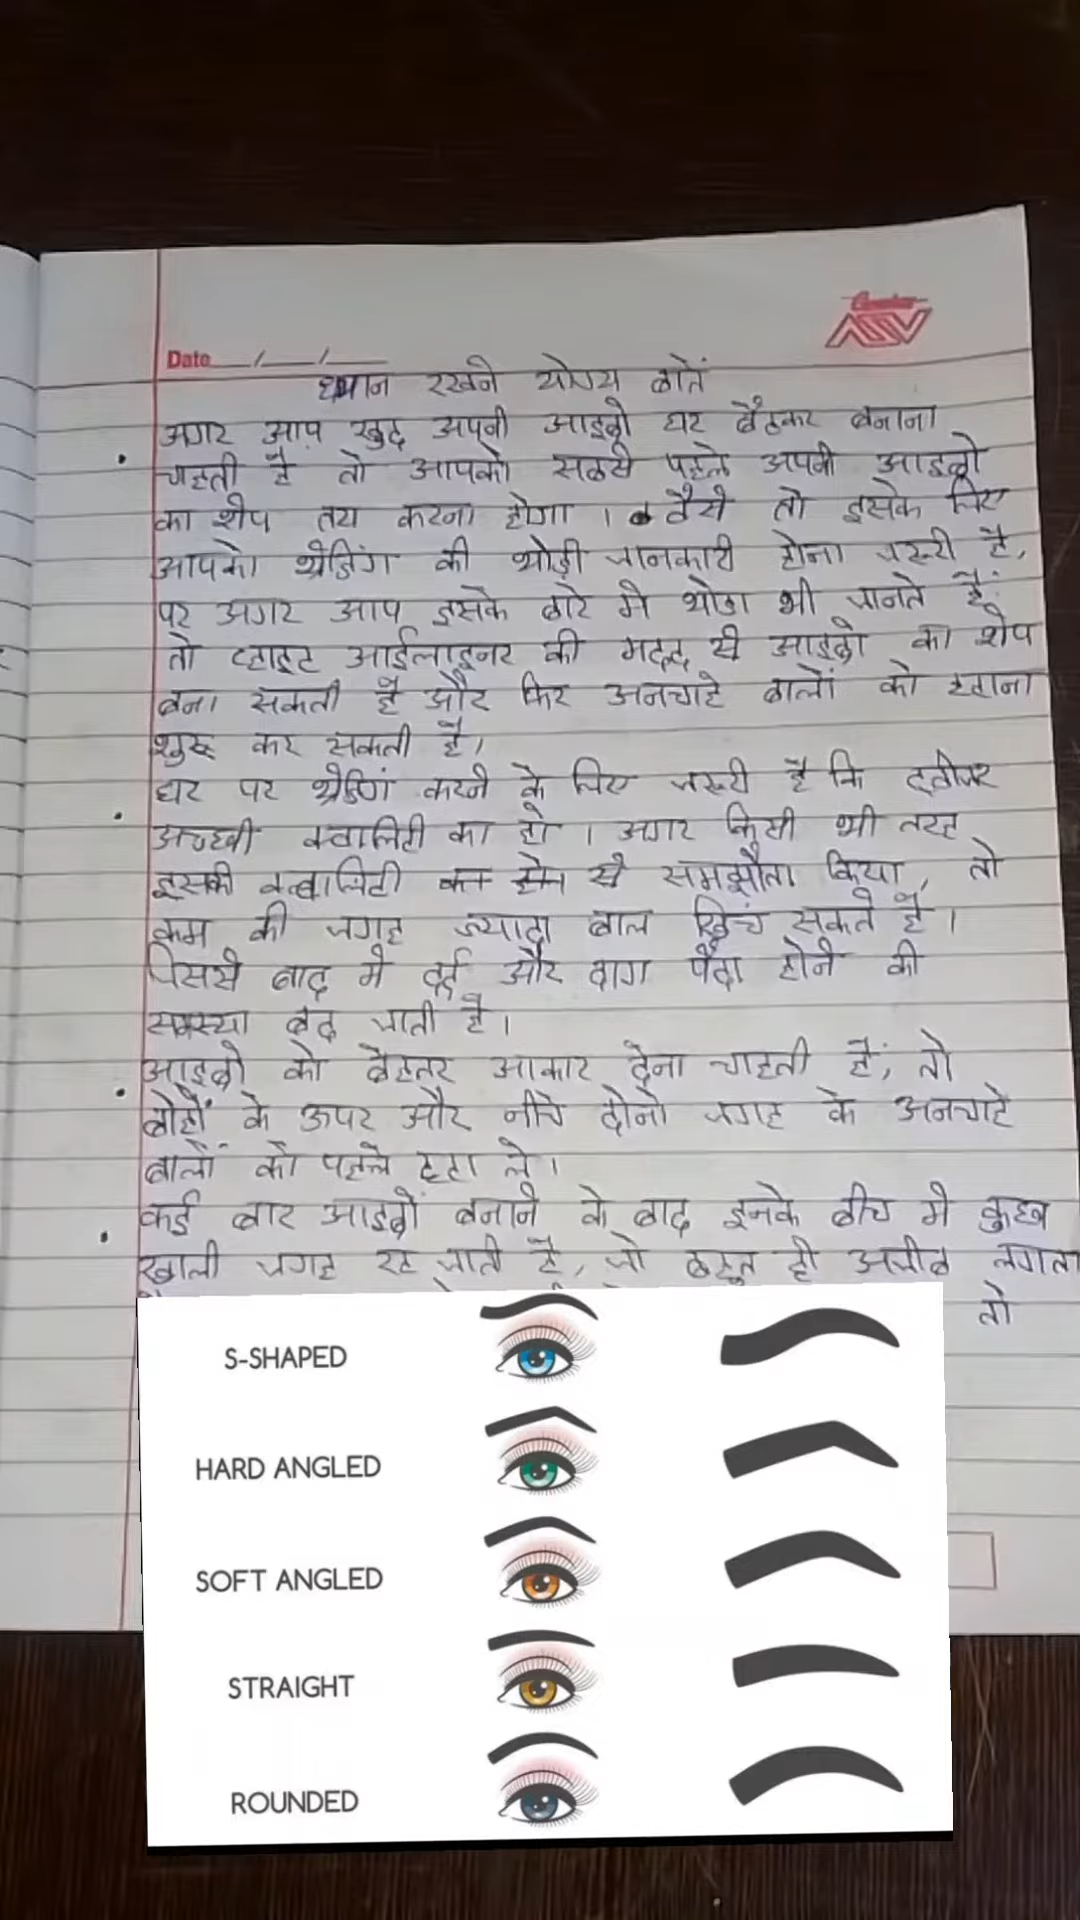 Date
ध्यान रखने योग्य बातें
अगर आप खुद अपनी आइब्रो घर बैठकर बनाना
चाहती है तो आपको सबसे पहले अपनी आइब्रो
का शेप तय करना होगा । वैसे तो इसके लिए
आपको थ्रेडिंग की थोड़ी जानकारी होना जरूरी है,
पर अगर आप इसके बारे में थोडा भी जानते हैं
तो व्हाइट आईलाइनर की मदद से आइब्रो का शेप
बना सकती है और फिर अनचाहे बालों को हटाना
शुरू कर सकती है,
घर पर थ्रेडिंग करने के लिए जरूरी है कि ट्वीजर
अच्छी क्वालिटी का हो । अगर किसी भी तरह
इसकी क्वालिटी से समझौता किया, तो
कम की जगह ज्यादा बाल खिंच सकते है ।
बाद मे दर्द और दाग पैदा होने की
समस्या बढ जाती है ।
आइब्रो को बेहतर आकार देना चाहती हैं, तो
के ऊपर और नीचे दोनो जगह के अनचाहे
बालों को पहले हटा ले ।
कई बार आइब्रों बनाने के बाद इनके बीच मे कुछ
खाली जगह रह जाती है, जो बहुत ही अजीब लगता
तो
S-SHAPED
HARD ANGLED
SOFT ANGLED
STRAIGHT
ROUNDED